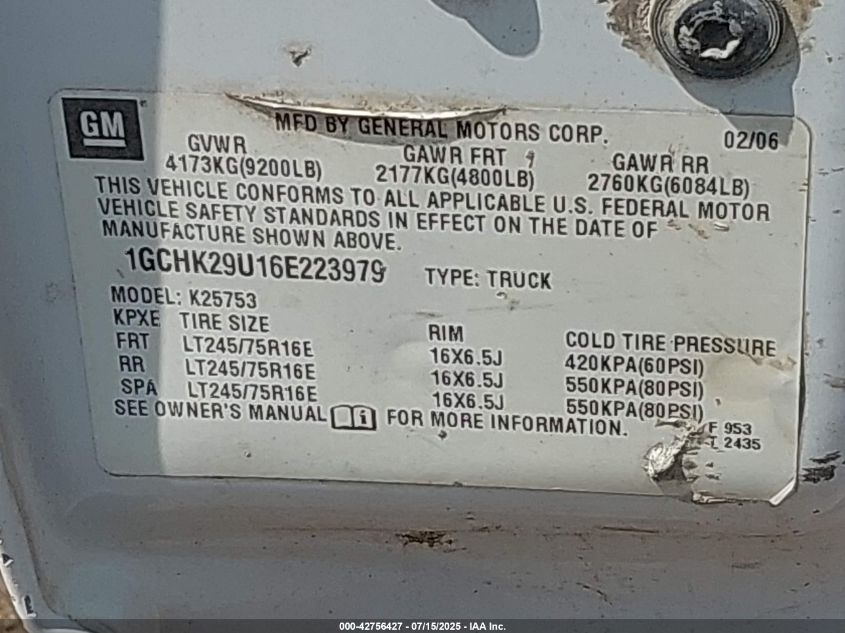 GM
MFD BY GENERAL MOTORS CORP. 02/06
GVWR GAWR FRT GAWR RR
4173KG(9200LB) 2177KG(4800LB) 2760KG(6084LB)
THIS VEHICLE CONFORMS TO ALL APPLICABLE U.S. FEDERAL MOTOR
VEHICLE SAFETY STANDARDS IN EFFECT ON THE DATE OF
MANUFACTURE SHOWN ABOVE.
1GCHK29U16E223979 TYPE: TRUCK
MODEL: K25753
KPXE TIRE SIZE RIM COLD TIRE PRESSURE
FRT LT245/75R16E 16X6.5J 420KPA(60PSI)
RR LT245/75R16E 16X6.5J 550KPA(80PSI)
SPA LT245/75R16E 16X6.5J 550KPA(80PSI)
SEE OWNER'S MANUAL i FOR MORE INFORMATION.
F 953
T 2435
000-42756427 - 07/15/2025 - IAA Inc.